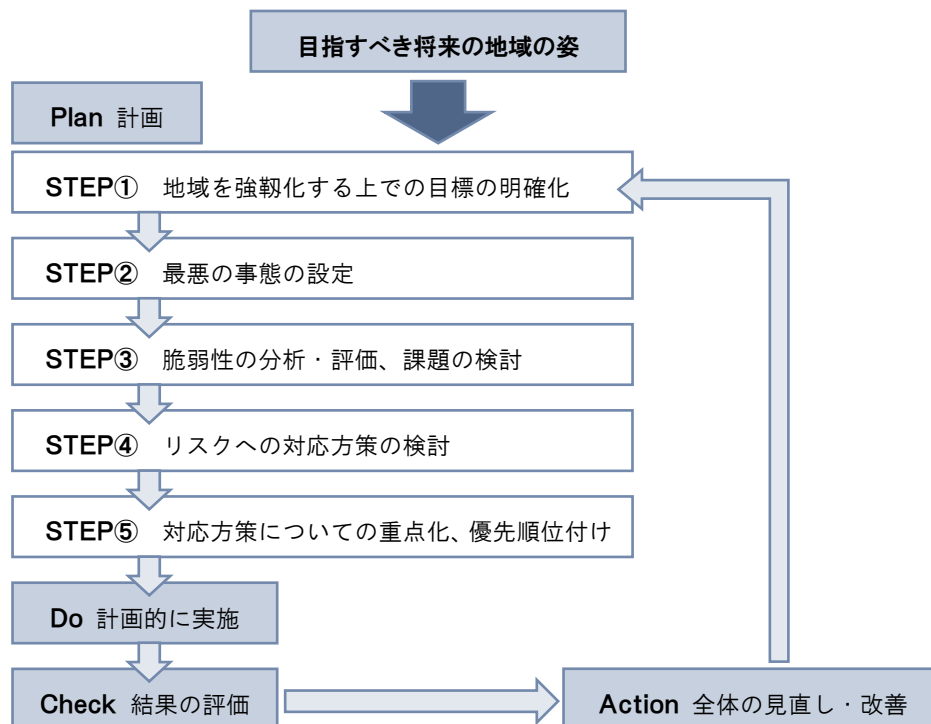 目指すべき将来の地域の姿
Plan 計画
STEP① 地域を強靱化する上での目標の明確化
STEP② 最悪の事態の設定
STEP③ 脆弱性の分析・評価、課題の検討
STEP④ リスクへの対応方策の検討
STEP⑤ 対応方策についての重点化、優先順位付け
Do 計画的に実施
Check 結果の評価
Action 全体の見直し・改善